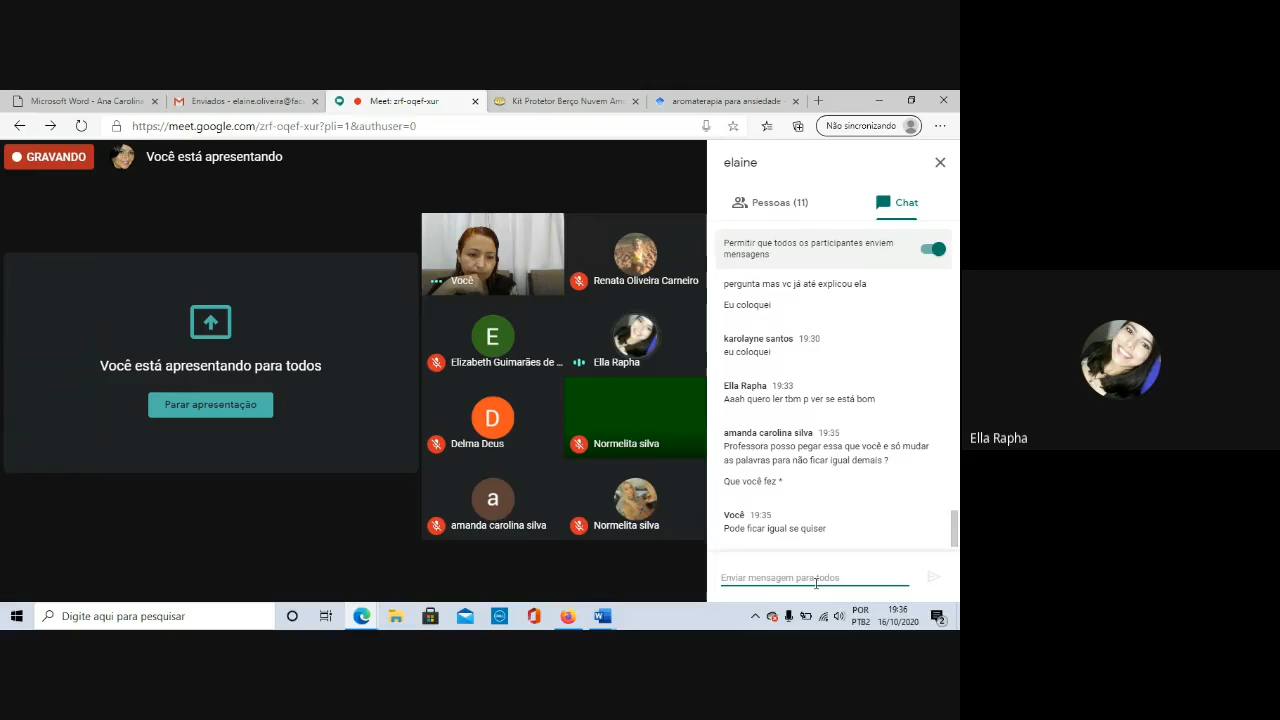 Microsoft Word - Ana Carolina
Enviados - elaine.oliveira@fac
Meet: zrf-oqef-xur
Kit Protetor Berço Nuvem Am
aromaterapia para ansiedade -
https://meet.google.com/zrf-oqef-xur?pli=1&authuser=0
Não sincronizando
GRAVANDO
Você está apresentando
Você está apresentando para todos
Parar apresentação
Você
Renata Oliveira Carneiro
E
Elizabeth Guimarães de ...
Ella Rapha
D
Delma Deus
Normelita silva
a
amanda carolina silva
Normelita silva
elaine
Pessoas (11)
Chat
Permitir que todos os participantes enviem
mensagens
pergunta mas vc já até explicou ela
Eu coloquei
karolayne santos 19:30
eu coloquei
Ella Rapha 19:33
Aaah quero ler tbm p ver se está bom
amanda carolina silva 19:35
Professora posso pegar essa que você e só mudar
as palavras para não ficar igual demais ?
Que você fez *
Você 19:35
Pode ficar igual se quiser
Enviar mensagem para todos
Ella Rapha
Digite aqui para pesquisar
POR
PTB2
19:36
16/10/2020
2